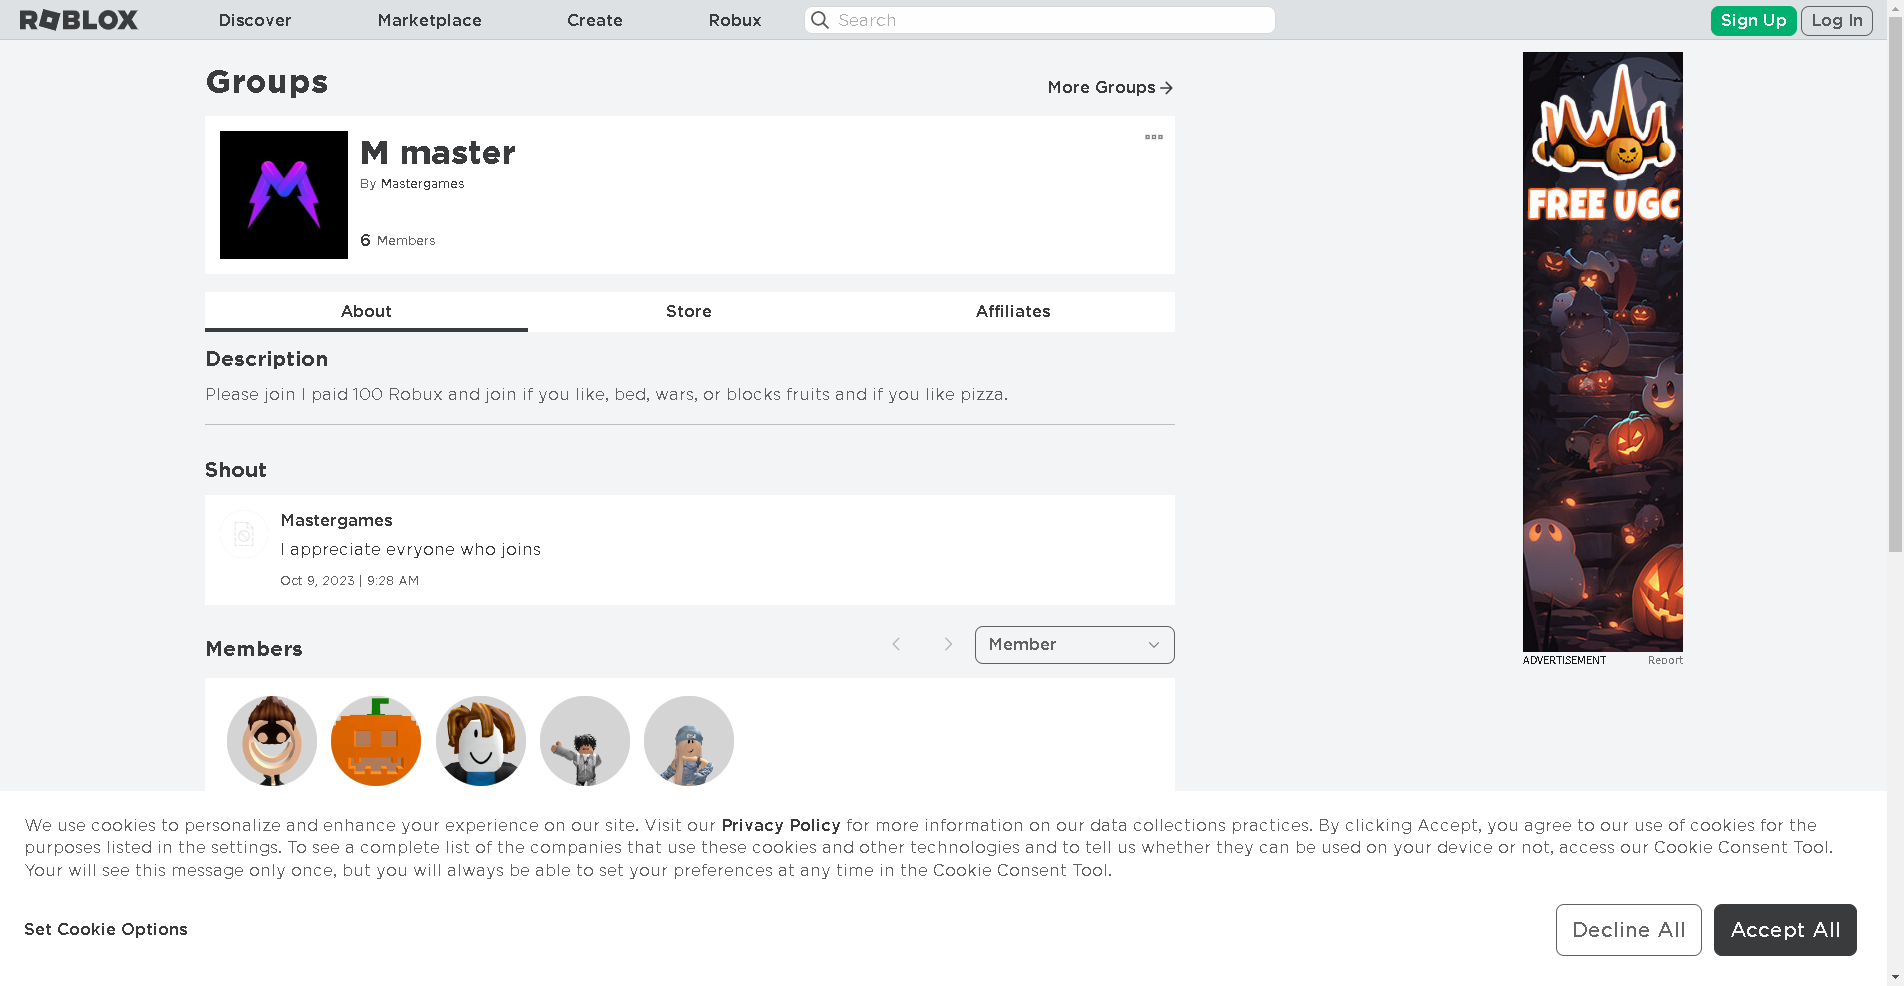 ROBLOX
Discover
Marketplace
Create
Robux
Search
Sign Up
Log In
Groups
More Groups
M master
By Mastergames
6 Members
About
Store
Affiliates
Description
Please join I paid 100 Robux and join if you like, bed, wars, or blocks fruits and if you like pizza.
Shout
Mastergames
I appreciate evryone who joins
Oct 9, 2023 | 9:28 AM
Members
Member
FREE UGC
ADVERTISEMENT
Report
We use cookies to personalize and enhance your experience on our site. Visit our Privacy Policy for more information on our data collections practices. By clicking Accept, you agree to our use of cookies for the
purposes listed in the settings. To see a complete list of the companies that use these cookies and other technologies and to tell us whether they can be used on your device or not, access our Cookie Consent Tool.
Your will see this message only once, but you will always be able to set your preferences at any time in the Cookie Consent Tool.
Set Cookie Options
Decline All
Accept All